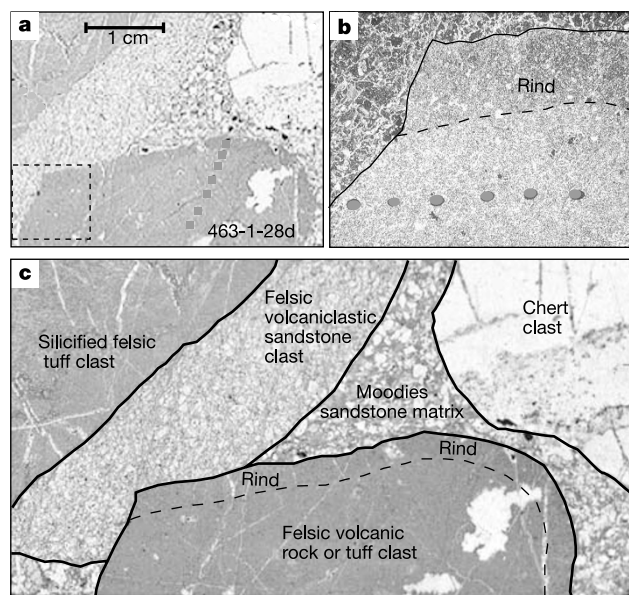 a
1 cm
463-1-28d
b
Rind
c
Silicified felsic
tuff clast
Felsic
volcaniclastic
sandstone
clast
Moodies
sandstone matrix
Chert
clast
Rind
Rind
Felsic volcanic
rock or tuff clast